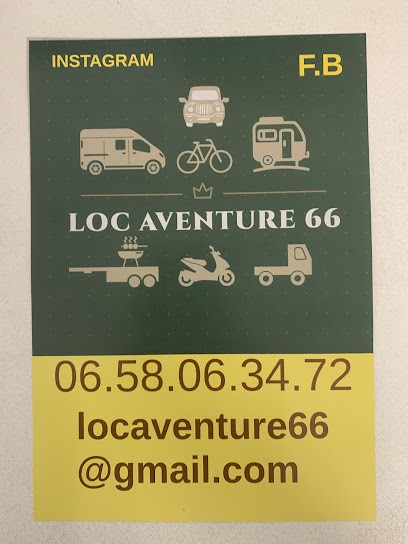 INSTAGRAM
F.B
LOC AVENTURE 66
06.58.06.34.72
locaventure66
@gmail.com